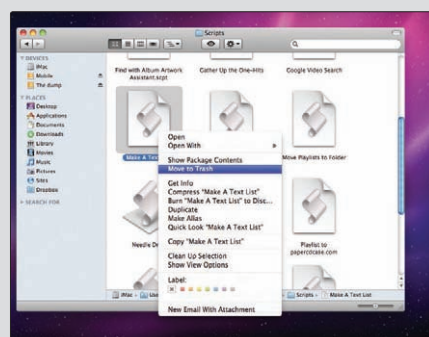 Scripts
DEVICES
iMac
Mobile
The dump
PLACES
Desktop
Applications
Documents
Downloads
Library
Movies
Music
Pictures
Sites
Dropbox
SEARCH FOR
Find with Album Artwork
Assistant.scpt
Gather Up the One-Hits
Google Video Search
Make A Text
Move Playlists to Folder
Needle D
Playlist to
papercdcase.com
Open
Open With
Show Package Contents
Move to Trash
Get Info
Compress "Make A Text List"
Burn "Make A Text List" to Disc...
Duplicate
Make Alias
Quick Look "Make A Text List"
Copy "Make A Text List"
Clean Up Selection
Show View Options
Label:
New Email With Attachment
iMac
Use
Scripts
Make A Text List